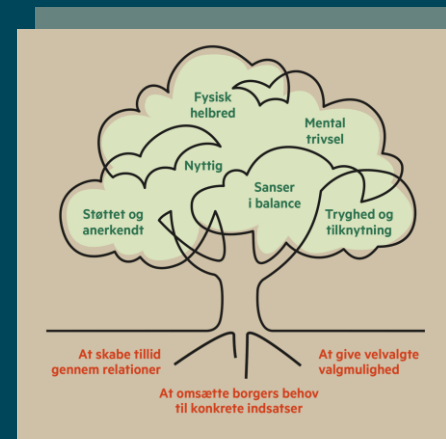 Fysisk
helbred
Mental
trivsel
Nyttig
Sanser
i balance
Støttet og
anerkendt
Tryghed og
tilknytning
At skabe tillid
gennem relationer
At give velvalgte
valgmulighed
At omsætte borgers behov
til konkrete indsatser